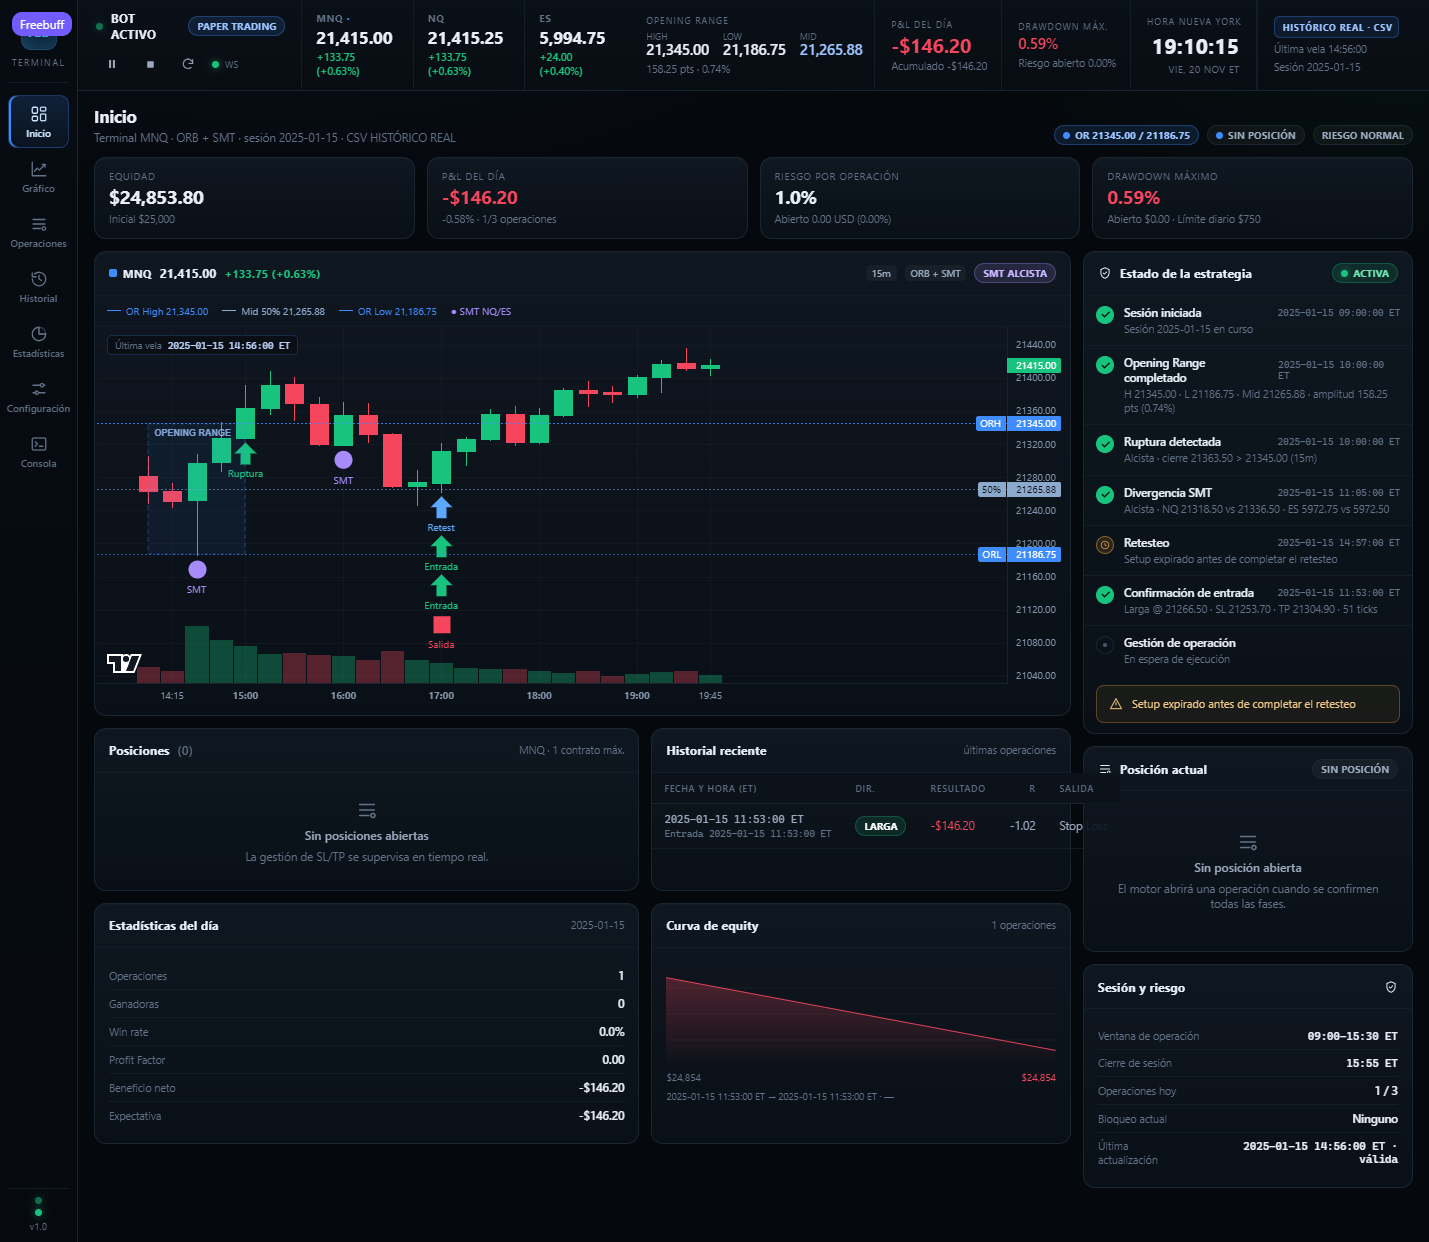 Freebuff
TERMINAL
Inicio
Gráfico
Operaciones
Historial
Estadísticas
Configuración
Consola
v1.0
BOT ACTIVO
PAPER TRADING
WS
MNQ ·
21,415.00
+133.75
(+0.63%)
NQ
21,415.25
+133.75
(+0.63%)
ES
5,994.75
+24.00
(+0.40%)
OPENING RANGE
HIGH LOW MID
21,345.00 21,186.75 21,265.88
158.25 pts · 0.74%
P&L DEL DÍA
-$146.20
Acumulado -$146.20
DRAWDOWN MÁX.
0.59%
Riesgo abierto 0.00%
HORA NUEVA YORK
19:10:15
VIE, 20 NOV ET
HISTÓRICO REAL · CSV
Última vela 14:56:00
Sesión 2025-01-15
Inicio
Terminal MNQ · ORB + SMT · sesión 2025-01-15 · CSV HISTÓRICO REAL
OR 21345.00 / 21186.75
SIN POSICIÓN
RIESGO NORMAL
EQUIDAD
$24,853.80
Inicial $25,000
P&L DEL DÍA
-$146.20
-0.58% · 1/3 operaciones
RIESGO POR OPERACIÓN
1.0%
Abierto 0.00 USD (0.00%)
DRAWDOWN MÁXIMO
0.59%
Abierto $0.00 · Límite diario $750
MNQ 21,415.00 +133.75 (+0.63%)
15m
ORB + SMT
SMT ALCISTA
OR High 21,345.00
Mid 50% 21,265.88
OR Low 21,186.75
SMT NQ/ES
Última vela 2025-01-15 14:56:00 ET
OPENING RANGE
Ruptura
SMT
SMT
Retest
Entrada
Entrada
Salida
21440.00
21415.00
21400.00
21360.00
ORH 21345.00
21320.00
21280.00
50% 21265.88
21240.00
21200.00
ORL 21186.75
21160.00
21120.00
21080.00
21040.00
14:15 15:00 16:00 17:00 18:00 19:00 19:45
Estado de la estrategia
ACTIVA
Sesión iniciada 2025-01-15 09:00:00 ET
Sesión 2025-01-15 en curso
Opening Range completado
2025-01-15 10:00:00 ET
H 21345.00 · L 21186.75 · Mid 21265.88 · amplitud 158.25
pts (0.74%)
Ruptura detectada 2025-01-15 10:00:00 ET
Alcista · cierre 21363.50 > 21345.00 (15m)
Divergencia SMT 2025-01-15 11:05:00 ET
Alcista · NQ 21318.50 vs 21336.50 · ES 5972.75 vs 5972.50
Retesteo 2025-01-15 14:57:00 ET
Setup expirado antes de completar el retesteo
Confirmación de entrada 2025-01-15 11:53:00 ET
Larga @ 21266.50 · SL 21253.70 · TP 21304.90 · 51 ticks
Gestión de operación
En espera de ejecución
Setup expirado antes de completar el retesteo
Posiciones (0)
MNQ · 1 contrato máx.
Sin posiciones abiertas
La gestión de SL/TP se supervisa en tiempo real.
Historial reciente
últimas operaciones
FECHA Y HORA (ET) DIR. RESULTADO R SALIDA
2025-01-15 11:53:00 ET LARGA -$146.20 -1.02 Stop Loss
Entrada 2025-01-15 11:53:00 ET
Posición actual
SIN POSICIÓN
Sin posición abierta
El motor abrirá una operación cuando se confirmen
todas las fases.
Estadísticas del día
2025-01-15
Operaciones 1
Ganadoras 0
Win rate 0.0%
Profit Factor 0.00
Beneficio neto -$146.20
Expectativa -$146.20
Curva de equity
1 operaciones
$24,854 $24,854
2025-01-15 11:53:00 ET → 2025-01-15 11:53:00 ET · —
Sesión y riesgo
Ventana de operación 09:00–15:30 ET
Cierre de sesión 15:55 ET
Operaciones hoy 1 / 3
Bloqueo actual Ninguno
Última actualización
2025-01-15 14:56:00 ET ·
válida